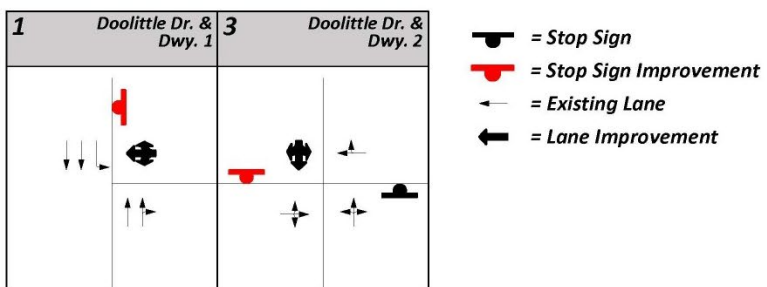 1
Doolittle Dr. &
Dwy. 1
3
Doolittle Dr. &
Dwy. 2
= Stop Sign
= Stop Sign Improvement
= Existing Lane
= Lane Improvement